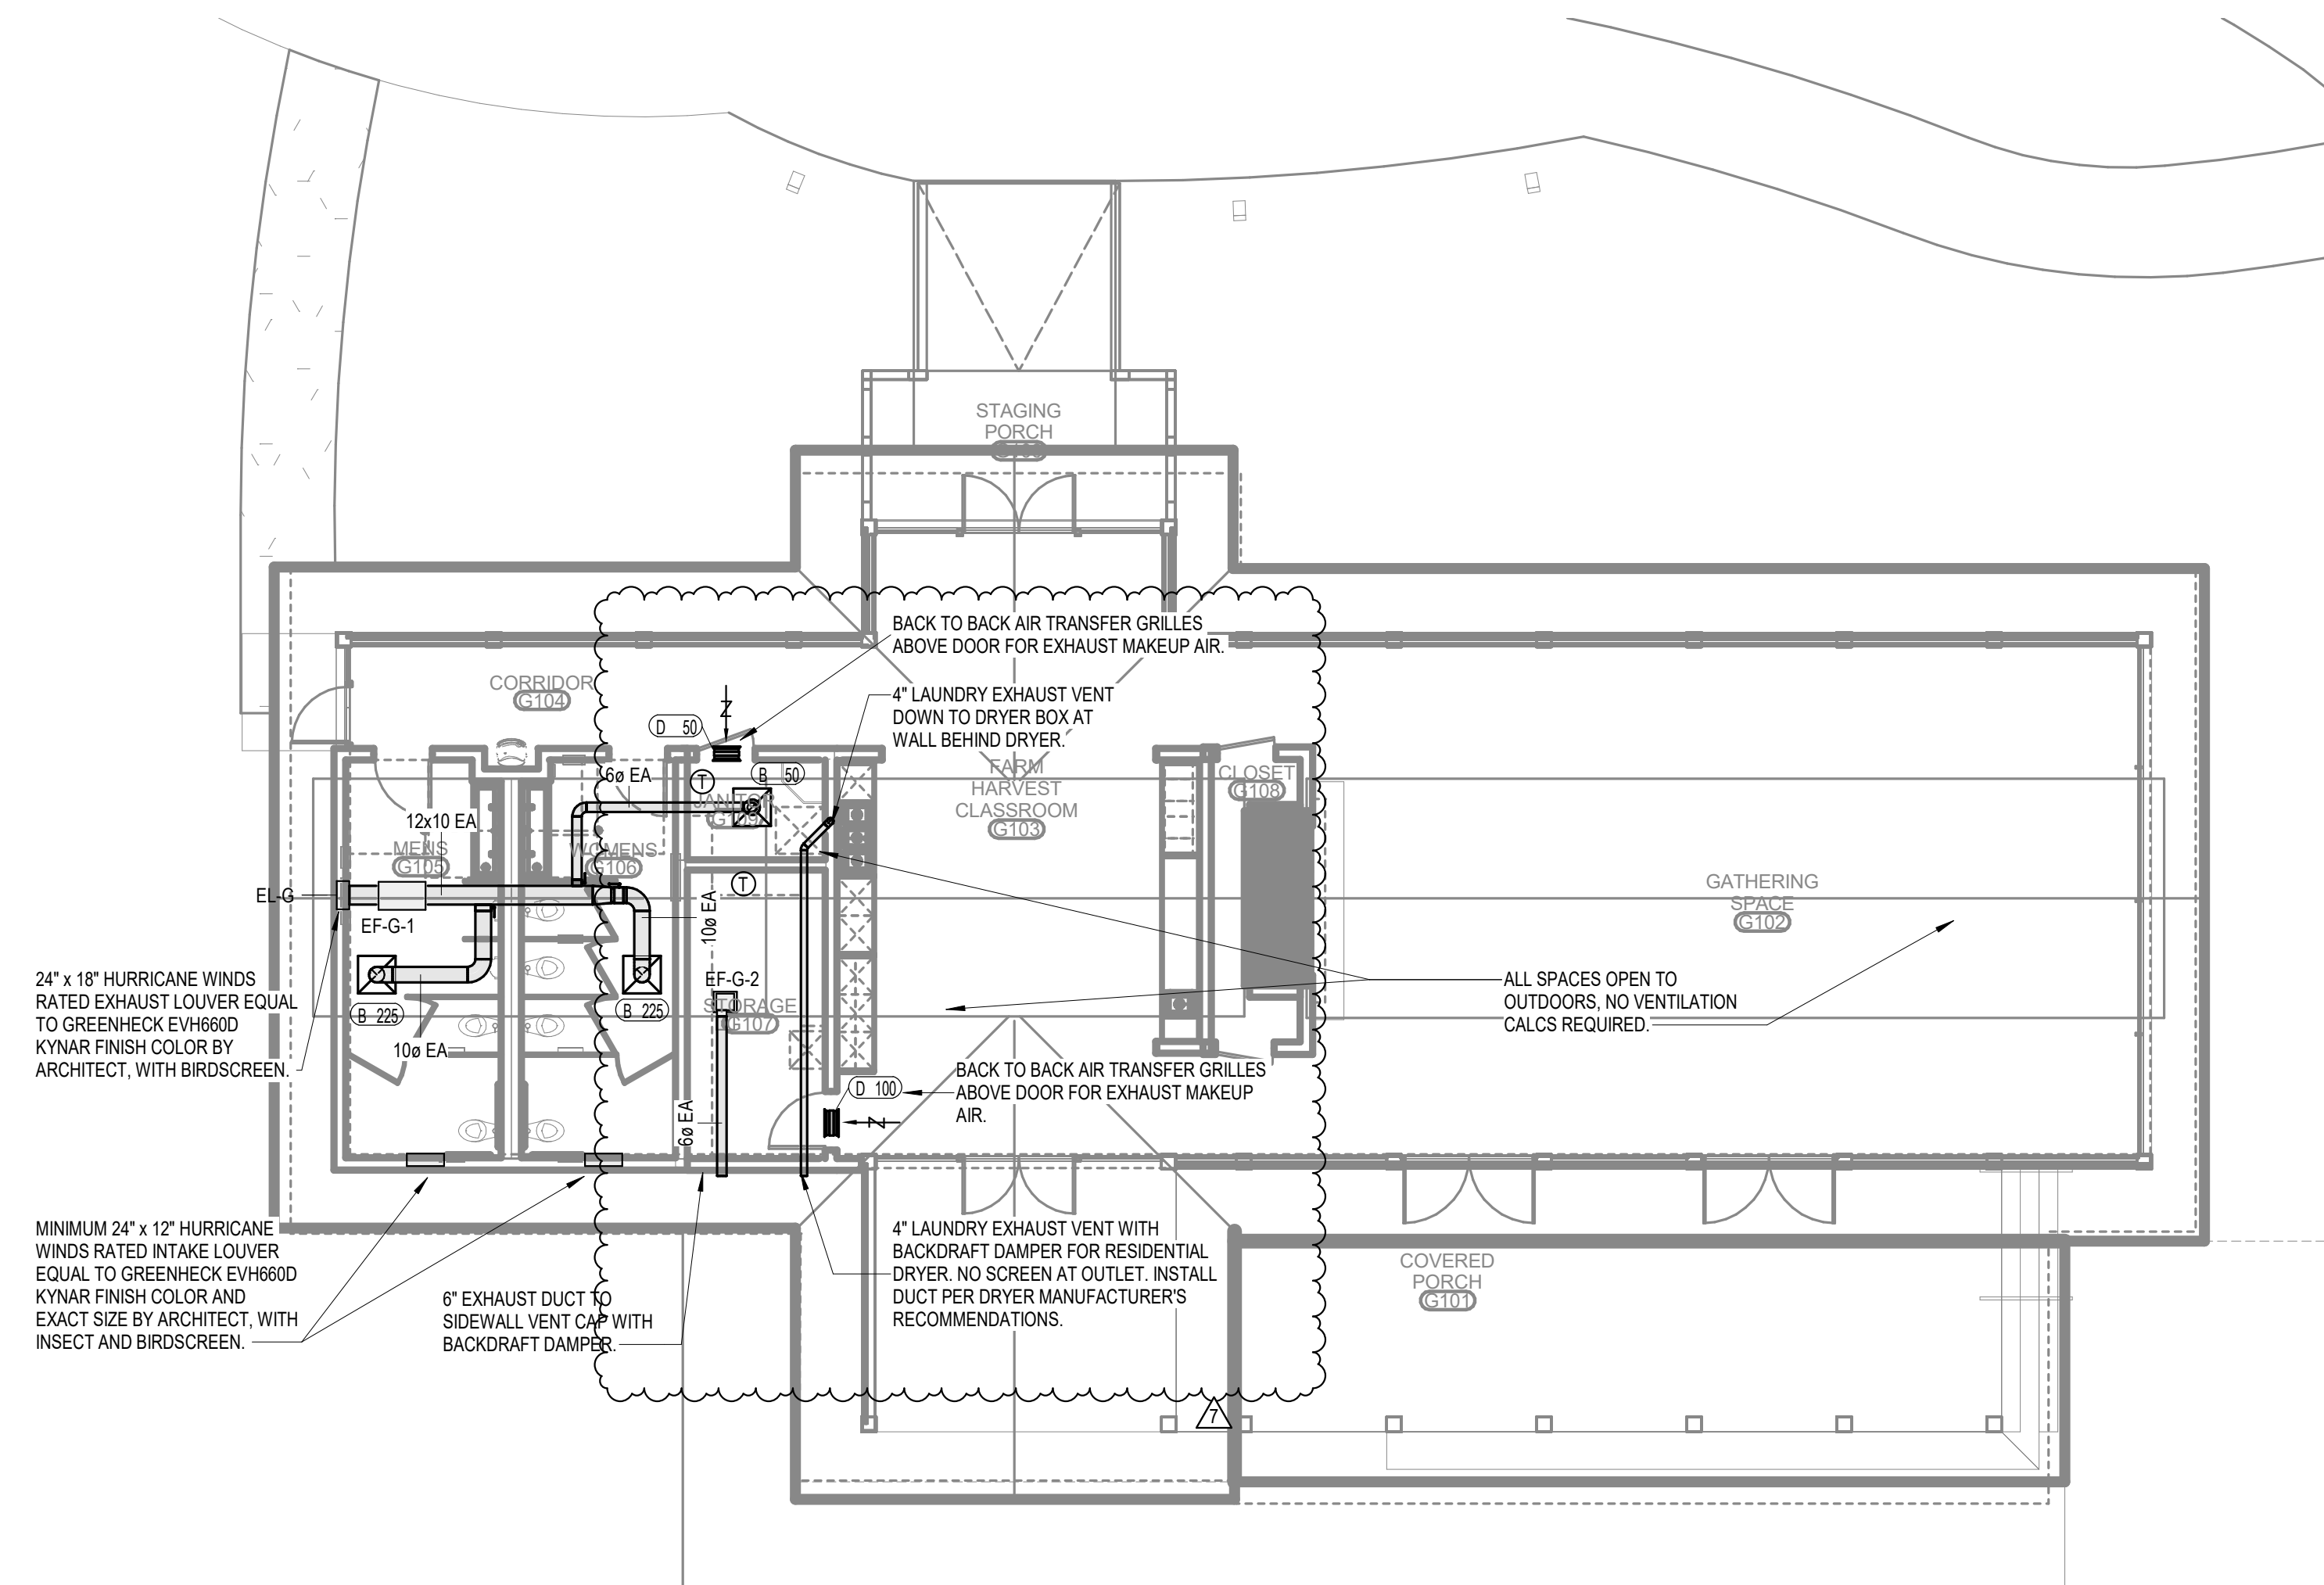 STAGING
PORCH
BACK TO BACK AIR TRANSFER GRILLES
ABOVE DOOR FOR EXHAUST MAKEUP AIR.
CORRIDOR
G104
D 50
Z
4" LAUNDRY EXHAUST VENT
DOWN TO DRYER BOX AT
WALL BEHIND DRYER.
6ø EA
T
B 50
JANITOR
G109
FARM
HARVEST
CLASSROOM
G103
CLOSET
G108
12x10 EA
MENS
G105
WOMENS
G106
T
EL-G
EF-G-1
10ø EA
GATHERING
SPACE
G102
24" x 18" HURRICANE WINDS
RATED EXHAUST LOUVER EQUAL
TO GREENHECK EVH660D
KYNAR FINISH COLOR BY
ARCHITECT, WITH BIRDSCREEN.
B 225
10ø EA
B 225
EF-G-2
STORAGE
G107
ALL SPACES OPEN TO
OUTDOORS, NO VENTILATION
CALCS REQUIRED.
BACK TO BACK AIR TRANSFER GRILLES
ABOVE DOOR FOR EXHAUST MAKEUP
AIR.
D 100
Z
6ø EA
MINIMUM 24" x 12" HURRICANE
WINDS RATED INTAKE LOUVER
EQUAL TO GREENHECK EVH660D
KYNAR FINISH COLOR AND
EXACT SIZE BY ARCHITECT, WITH
INSECT AND BIRDSCREEN.
6" EXHAUST DUCT TO
SIDEWALL VENT CAP WITH
BACKDRAFT DAMPER.
4" LAUNDRY EXHAUST VENT WITH
BACKDRAFT DAMPER FOR RESIDENTIAL
DRYER. NO SCREEN AT OUTLET. INSTALL
DUCT PER DRYER MANUFACTURER'S
RECOMMENDATIONS.
COVERED
PORCH
G101
7